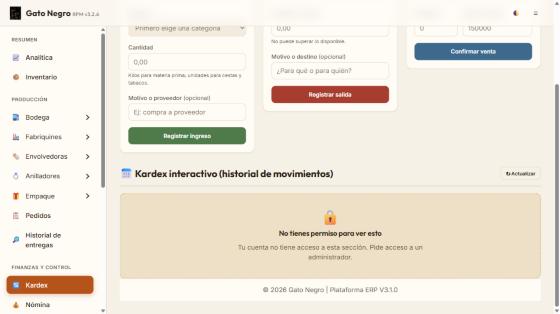 Gato Negro RPM v3.2.6
RESUMEN
Analítica
Inventario
PRODUCCIÓN
Bodega
Fabriquines
Envolvedoras
Anilladores
Empaque
Pedidos
Historial de
entregas
FINANZAS Y CONTROL
Kardex
Nómina
Primero elige una categoría
Cantidad
0,00
Kilos para materia prima, unidades para cestas y
tabacos.
Motivo o proveedor (opcional)
Ej: compra a proveedor
Registrar ingreso
0,00
No puede superar lo disponible.
Motivo o destino (opcional)
¿Para qué o para quién?
Registrar salida
0
150000
Confirmar venta
Kardex interactivo (historial de movimientos)
Actualizar
No tienes permiso para ver esto
Tu cuenta no tiene acceso a esta sección. Pide acceso a un
administrador.
© 2026 Gato Negro | Plataforma ERP V3.1.0